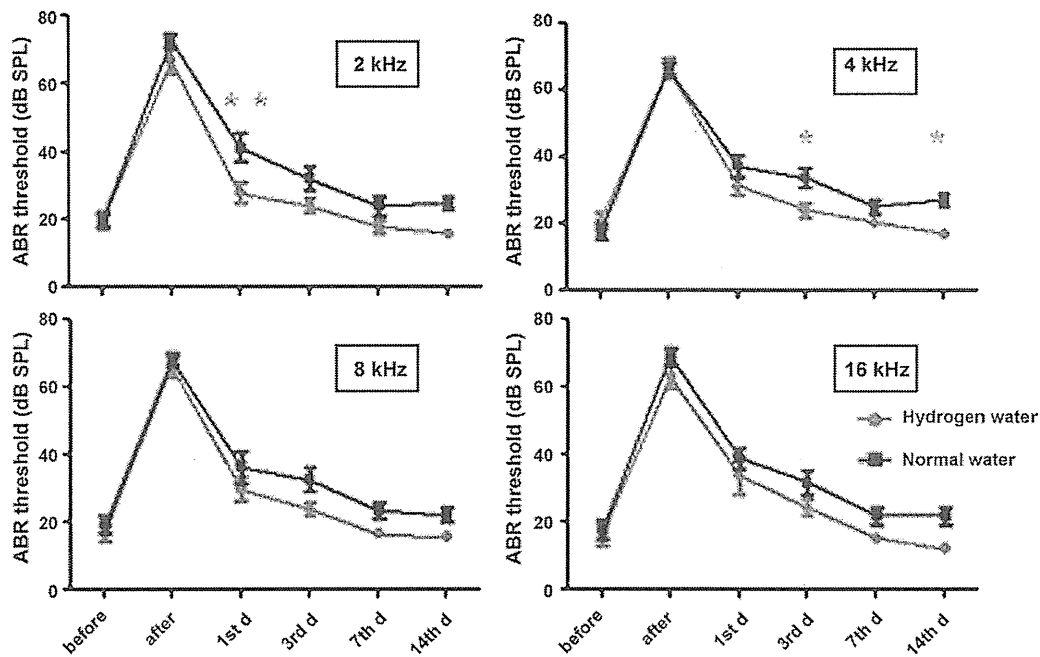 80
60
40
20
0
ABR threshold (dB SPL)
2 kHz
* *
80
60
40
20
0
ABR threshold (dB SPL)
4 kHz
* *
80
60
40
20
0
ABR threshold (dB SPL)
8 kHz
before
after
1st d
3rd d
7th d
14th d
80
60
40
20
0
ABR threshold (dB SPL)
16 kHz
Hydrogen water
Normal water
before
after
1st d
3rd d
7th d
14th d